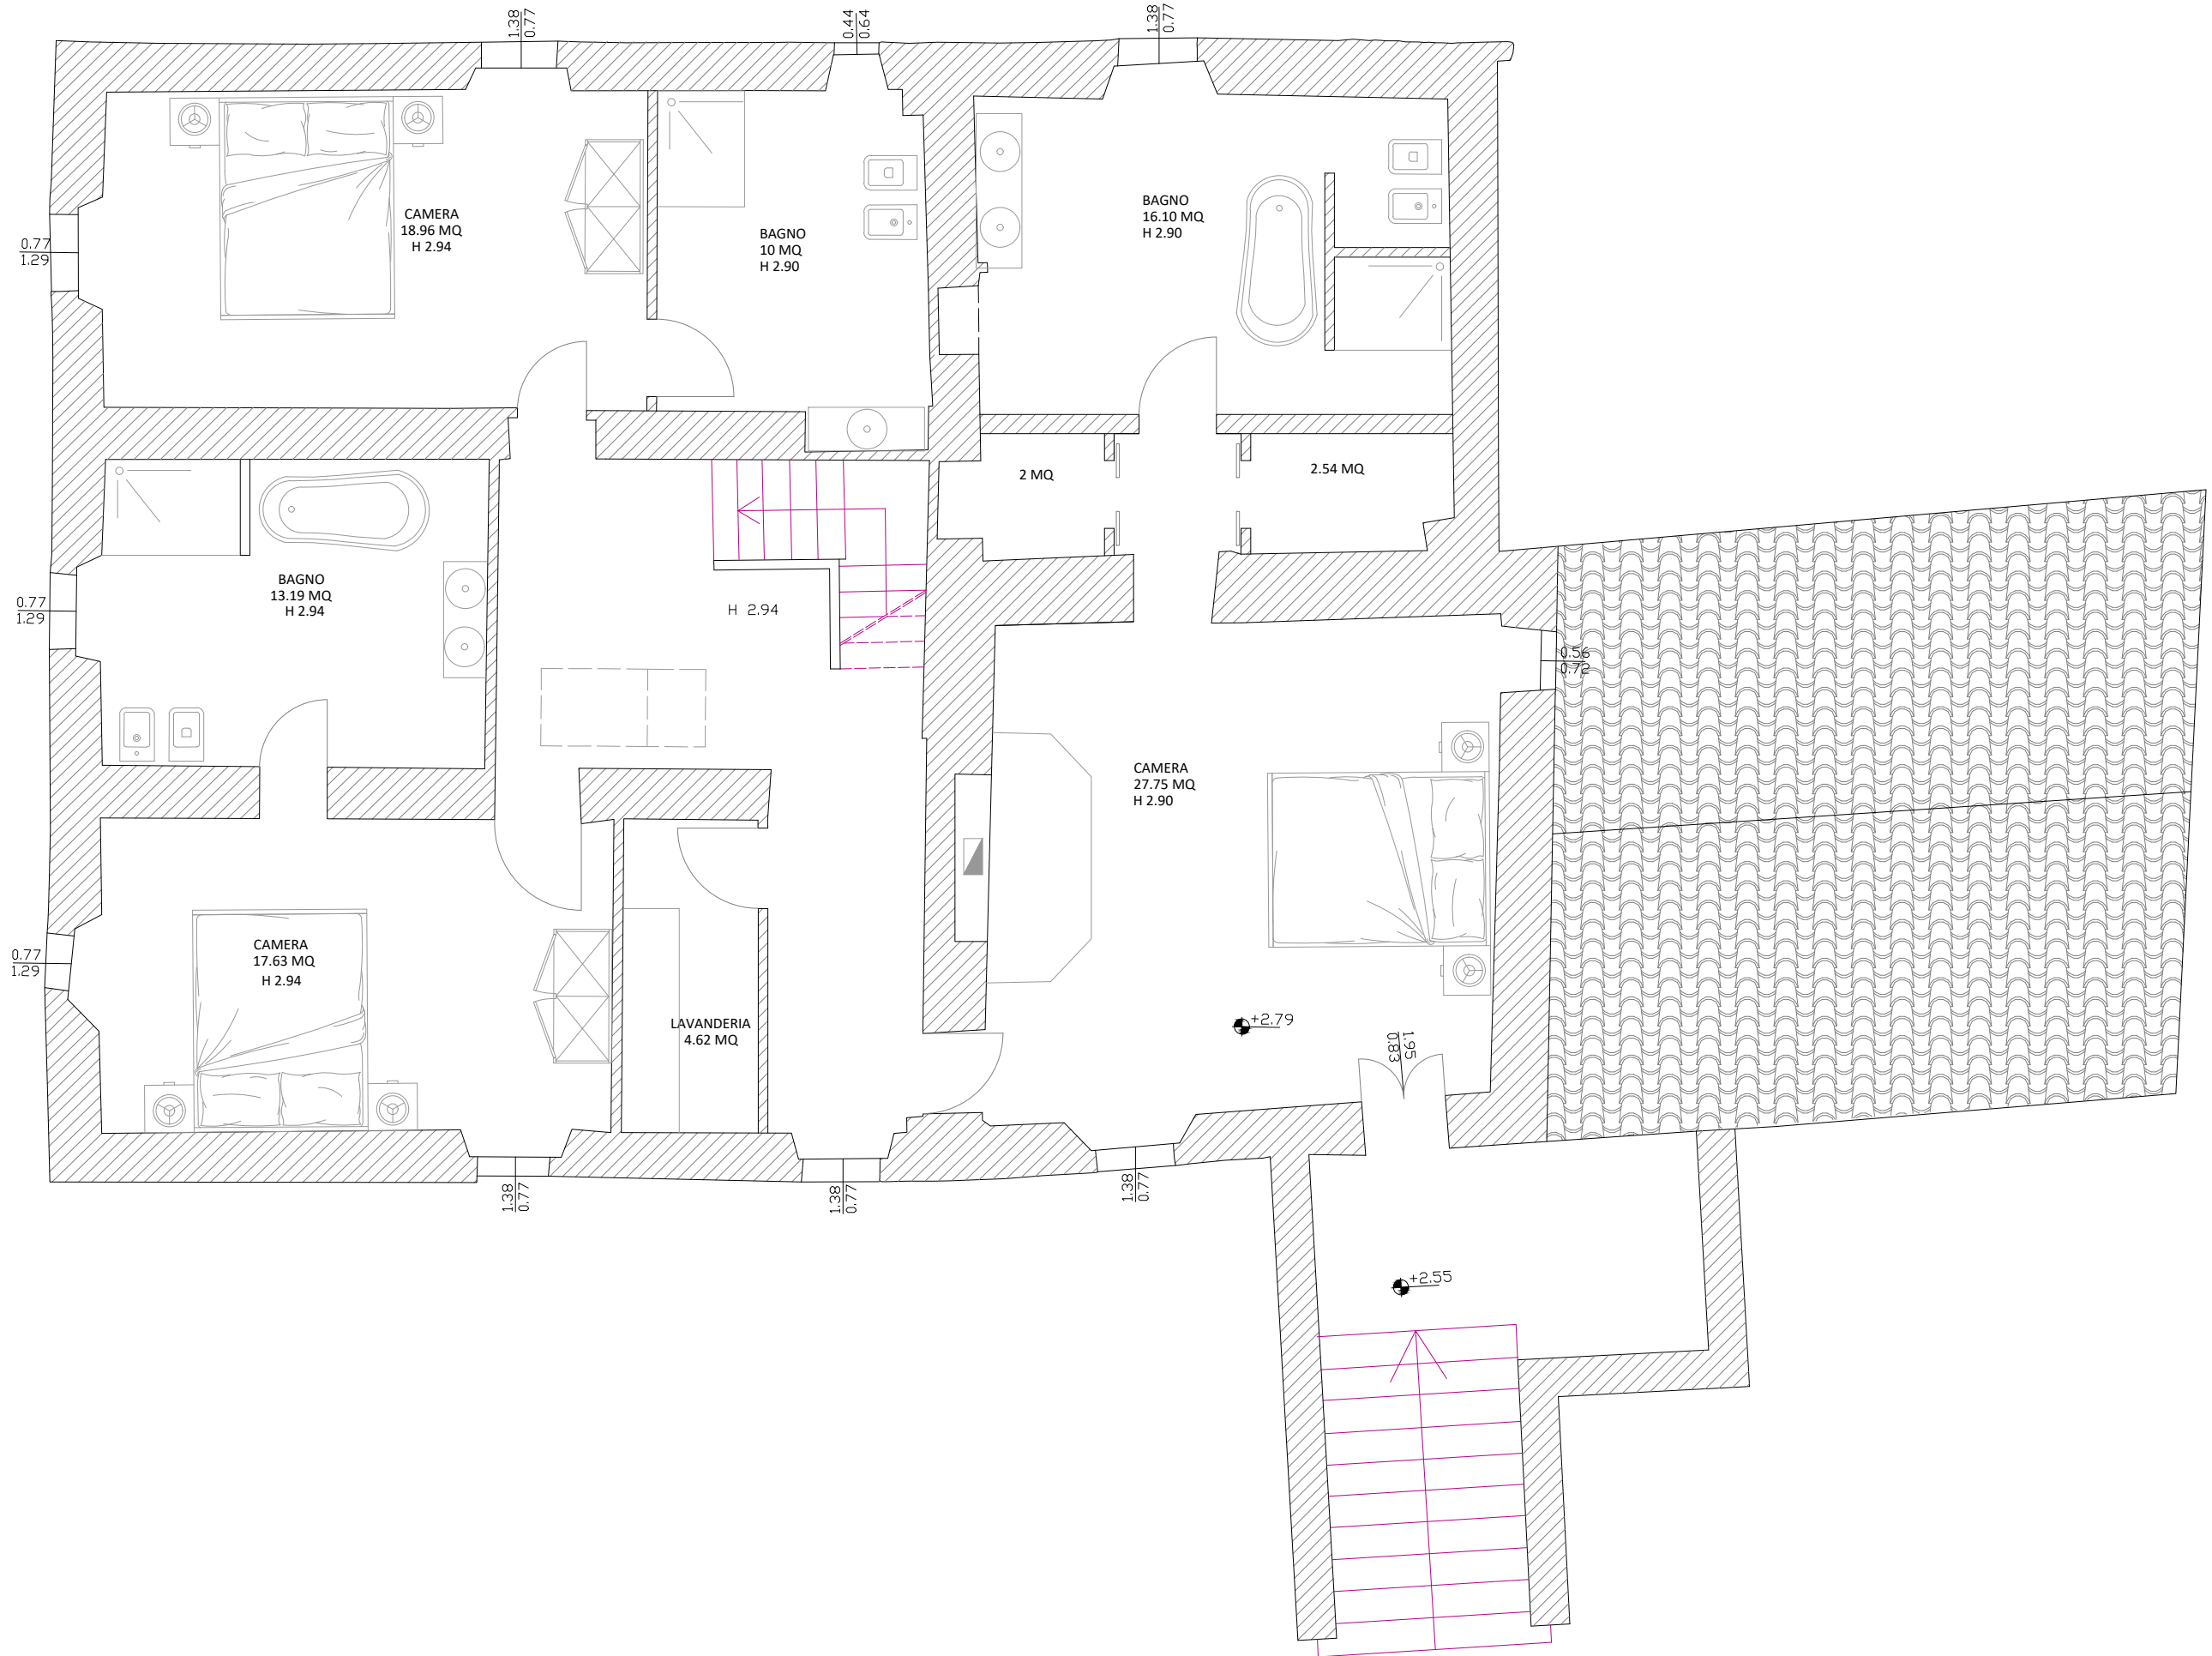 1.38
0.77
0.44
0.64
1.38
0.77
CAMERA
18.96 MQ
H 2.94
BAGNO
10 MQ
H 2.90
BAGNO
16.10 MQ
H 2.90
0.77
1.29
2 MQ
2.54 MQ
BAGNO
13.19 MQ
H 2.94
H 2.94
0.77
1.29
0.56
0.72
CAMERA
27.75 MQ
H 2.90
CAMERA
17.63 MQ
H 2.94
0.77
1.29
LAVANDERIA
4.62 MQ
+2.79
1.95
0.83
1.38
0.77
1.38
0.77
1.38
0.77
+2.55